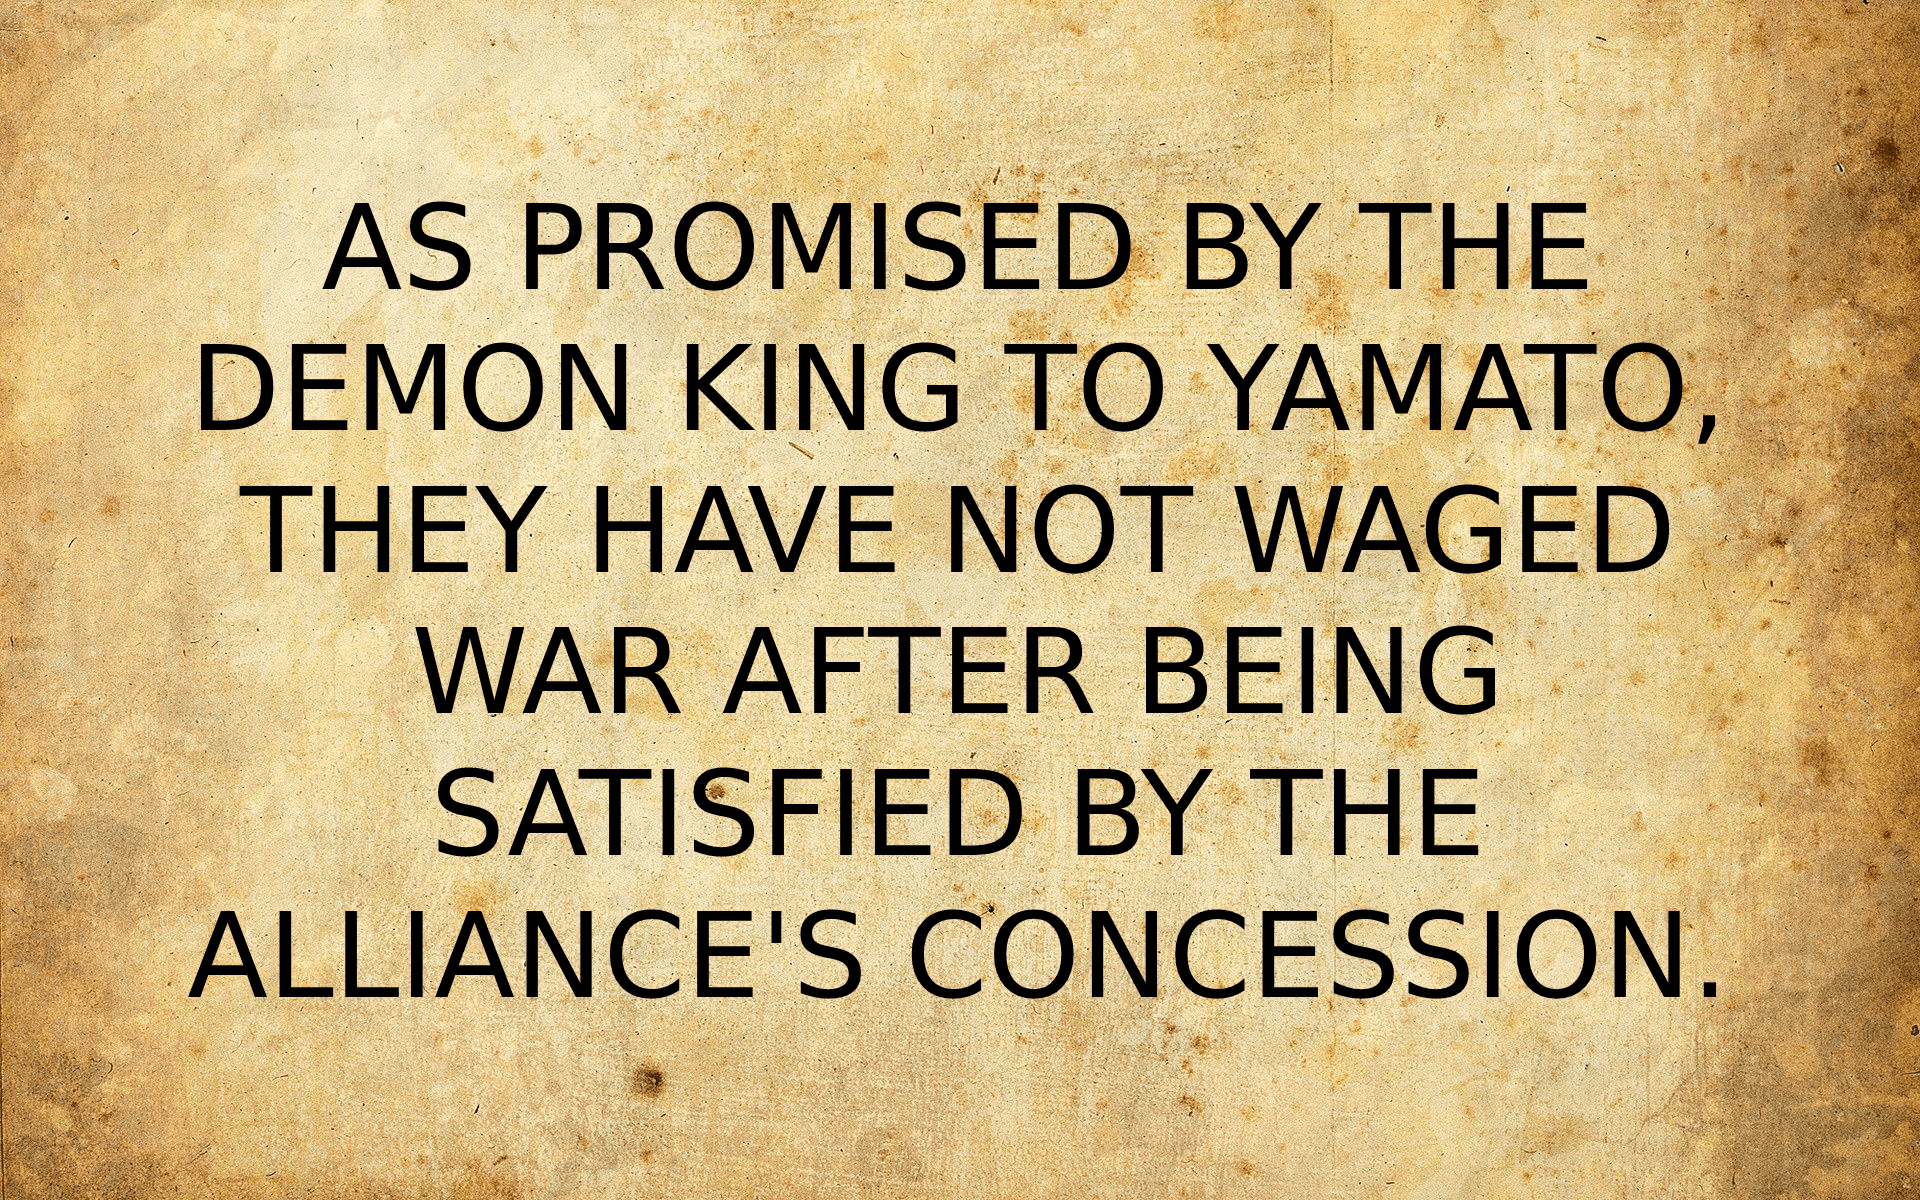 AS PROMISED BY THE
DEMON KING TO YAMATO,
THEY HAVE NOT WAGED
WAR AFTER BEING
SATISFIED BY THE
ALLIANCE'S CONCESSION.